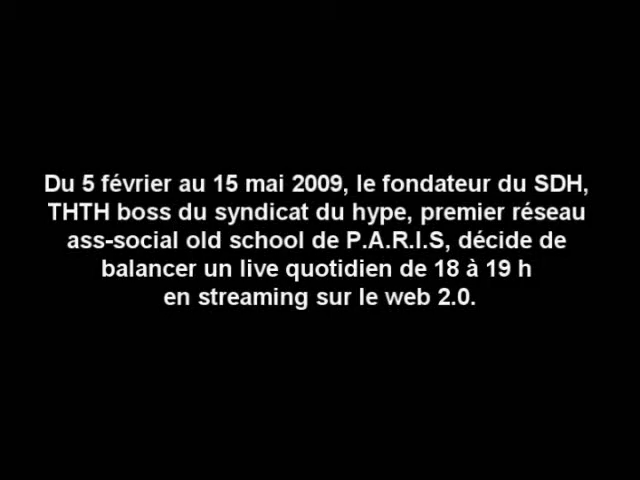 Du 5 février au 15 mai 2009, le fondateur du SDH,
THTH boss du syndicat du hype, premier réseau
ass-social old school de P.A.R.I.S, décide de
balancer un live quotidien de 18 à 19 h
en streaming sur le web 2.0.